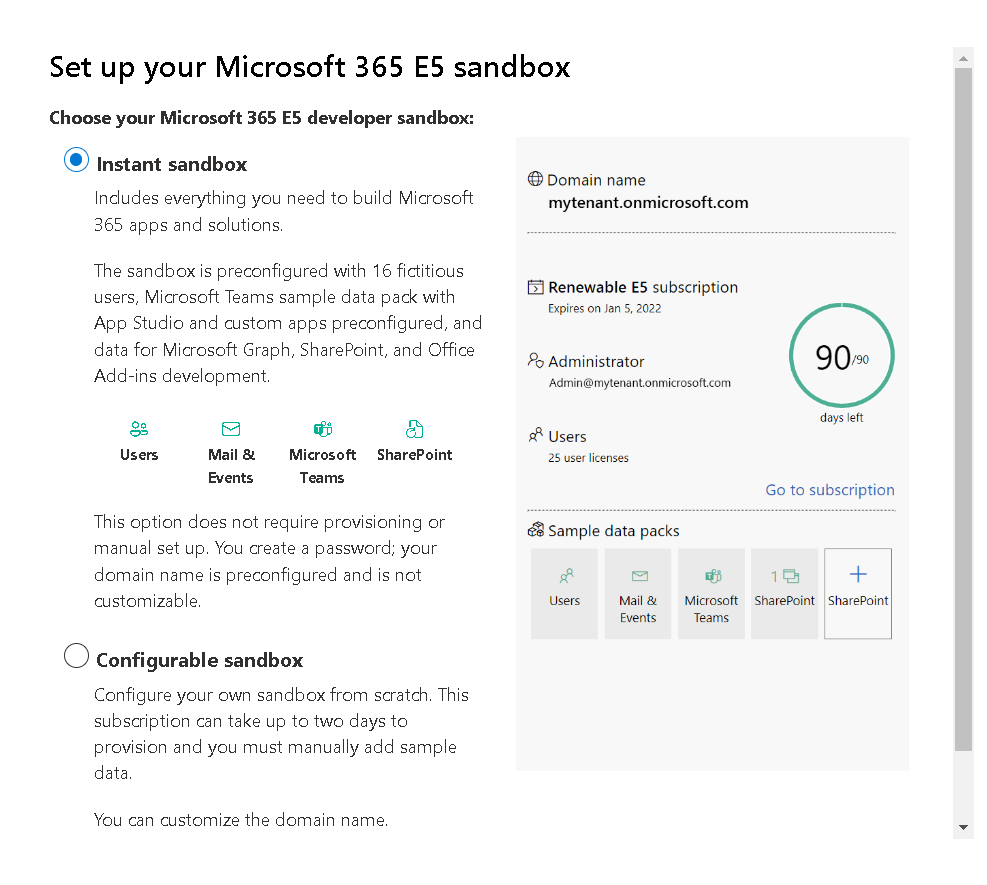 Set up your Microsoft 365 E5 sandbox
Choose your Microsoft 365 E5 developer sandbox:
Instant sandbox
Includes everything you need to build Microsoft
365 apps and solutions.
The sandbox is preconfigured with 16 fictitious
users, Microsoft Teams sample data pack with
App Studio and custom apps preconfigured, and
data for Microsoft Graph, SharePoint, and Office
Add-ins development.
Users
Mail &
Events
Microsoft
Teams
SharePoint
This option does not require provisioning or
manual set up. You create a password; your
domain name is preconfigured and is not
customizable.
Configurable sandbox
Configure your own sandbox from scratch. This
subscription can take up to two days to
provision and you must manually add sample
data.
You can customize the domain name.
Domain name
mytenant.onmicrosoft.com
Renewable E5 subscription
Expires on Jan 5, 2022
90/90
days left
Administrator
Admin@mytenant.onmicrosoft.com
Users
25 user licenses
Go to subscription
Sample data packs
Users
Mail &
Events
Microsoft
Teams
1
SharePoint
SharePoint